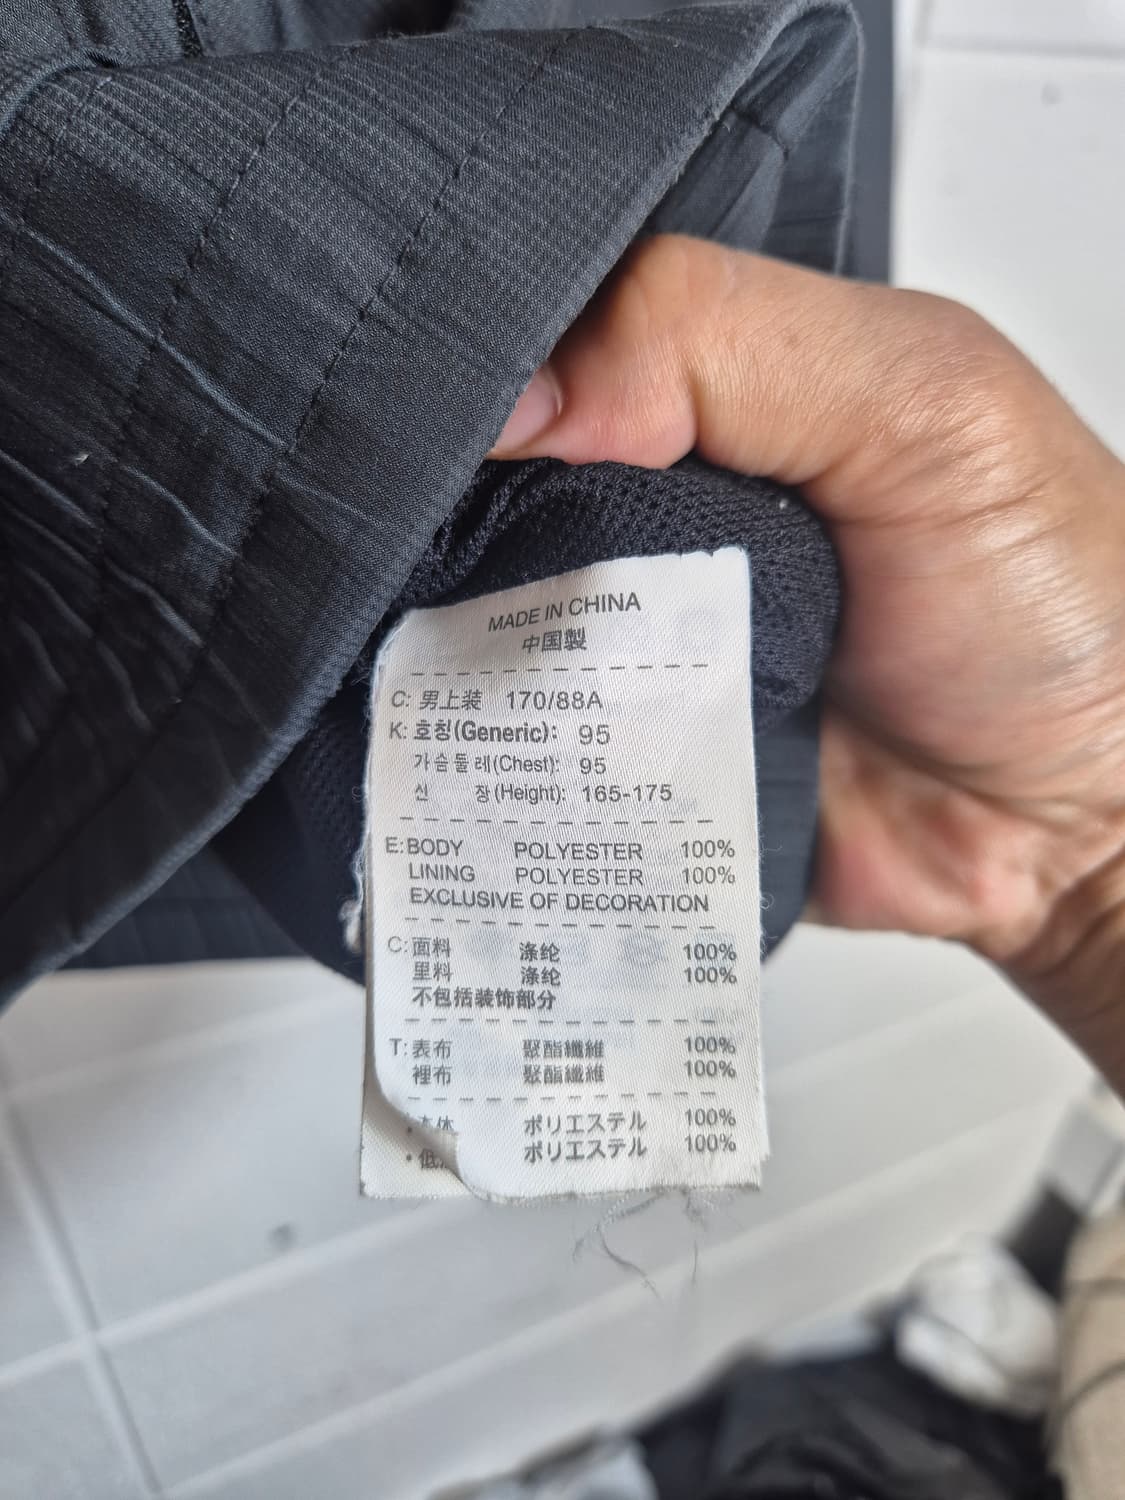 MADE IN CHINA
中国製
C: 男上装 170/88A
K: 호칭(Generic): 95
가슴둘레(Chest): 95
신 장(Height): 165-175
E: BODY POLYESTER 100%
LINING POLYESTER 100%
EXCLUSIVE OF DECORATION
C: 面料 涤纶 100%
里料 涤纶 100%
不包括装饰部分
T: 表布 聚酯纖維 100%
裡布 聚酯纖維 100%
ポリエステル 100%
ポリエステル 100%